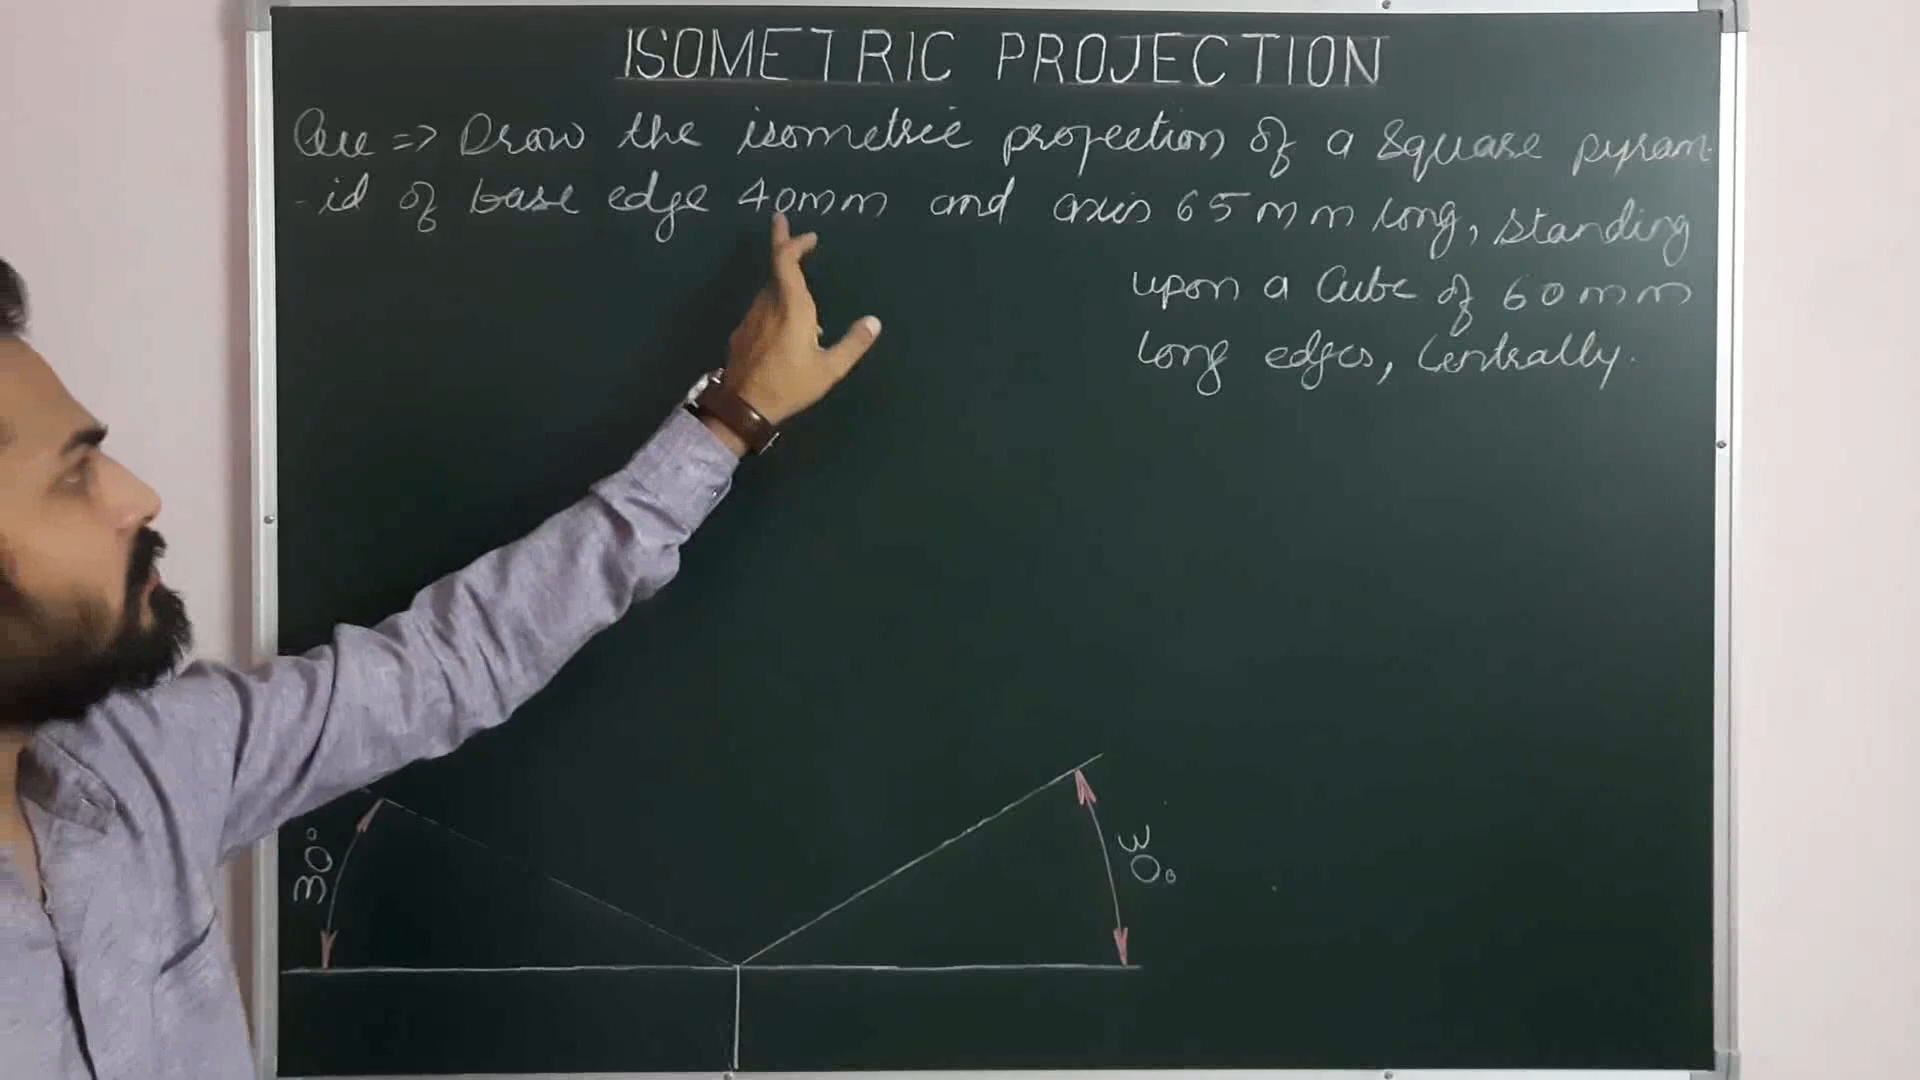 ISOMETRIC PROJECTION
Que => Draw the isometric projection of a square pyram-
-id of base edge 40mm and axis 65mm long, standing
upon a Cube of 60mm
long edges, Centrally.
30°
30°